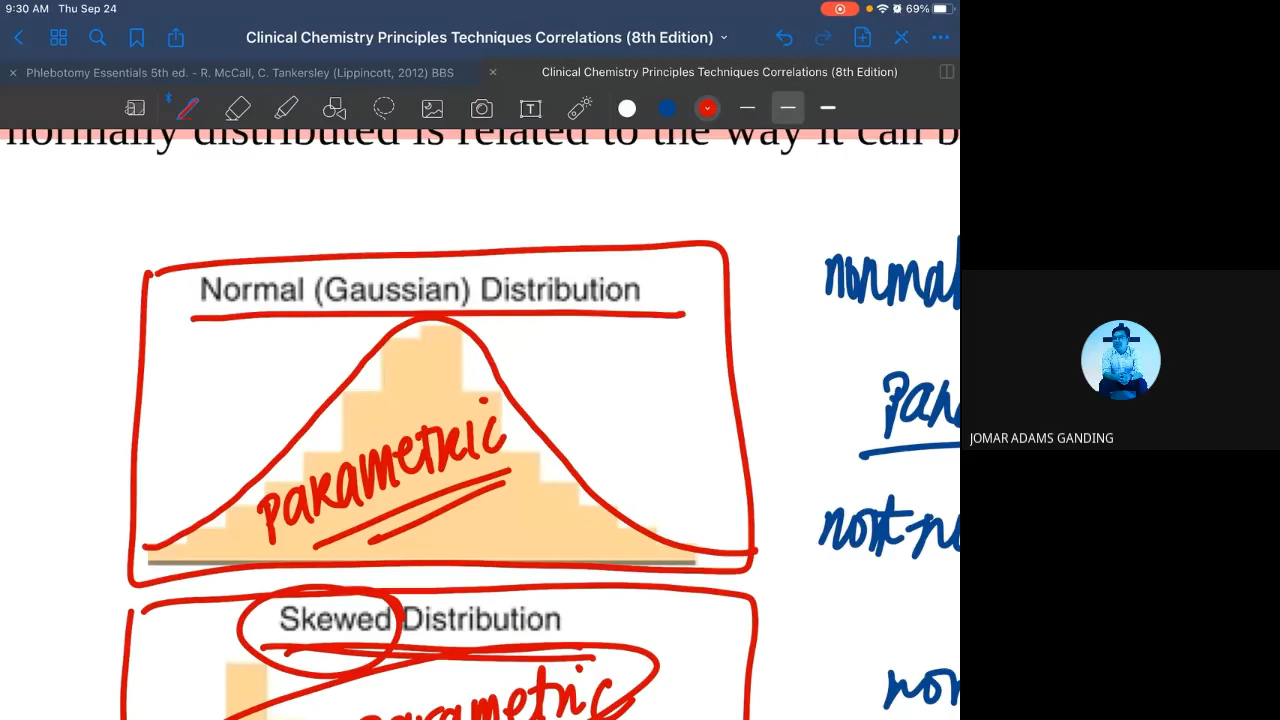 9:30 AM Thu Sep 24
69%
Clinical Chemistry Principles Techniques Correlations (8th Edition)
Phlebotomy Essentials 5th ed. - R. McCall, C. Tankersley (Lippincott, 2012) BBS
Clinical Chemistry Principles Techniques Correlations (8th Edition)
T
normally distributed is related to the way it can b
Normal (Gaussian) Distribution
normal
parametric
Skewed Distribution
parametric
JOMAR ADAMS GANDING